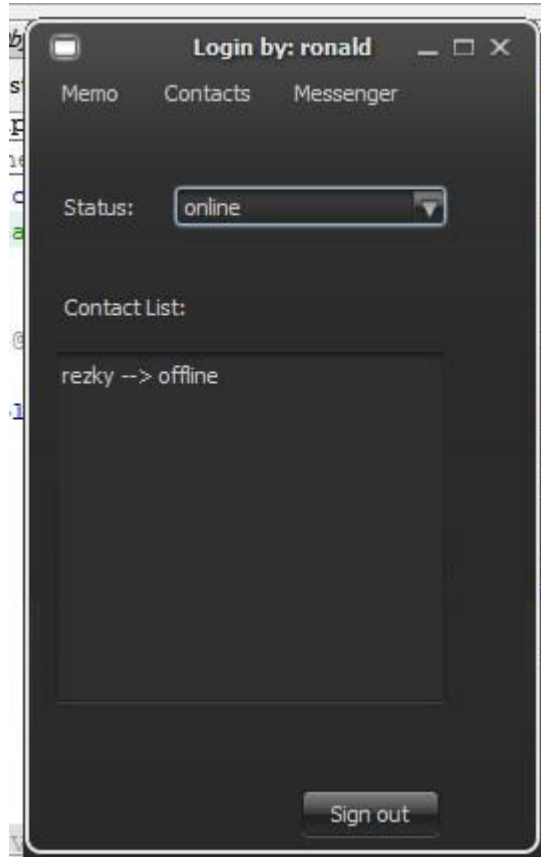 Login by: ronald
Memo Contacts Messenger
Status: online
Contact List:
rezky --> offline
Sign out